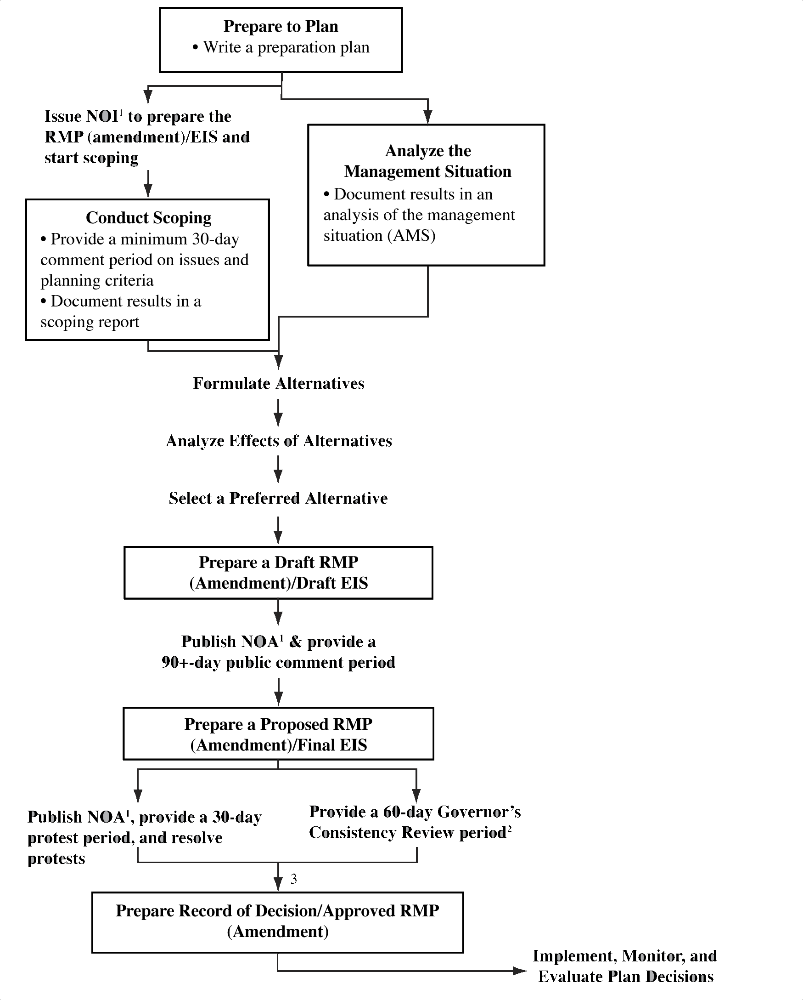 Prepare to Plan
• Write a preparation plan
Issue NOI¹ to prepare the
RMP (amendment)/EIS and
start scoping
Analyze the
Management Situation
• Document results in an
analysis of the management
situation (AMS)
Conduct Scoping
• Provide a minimum 30-day
comment period on issues and
planning criteria
• Document results in a
scoping report
Formulate Alternatives
Analyze Effects of Alternatives
Select a Preferred Alternative
Prepare a Draft RMP
(Amendment)/Draft EIS
Publish NOA¹ & provide a
90+-day public comment period
Prepare a Proposed RMP
(Amendment)/Final EIS
Publish NOA¹, provide a 30-day
protest period, and resolve
protests
Provide a 60-day Governor’s
Consistency Review period²
3
Prepare Record of Decision/Approved RMP
(Amendment)
Implement, Monitor, and
Evaluate Plan Decisions